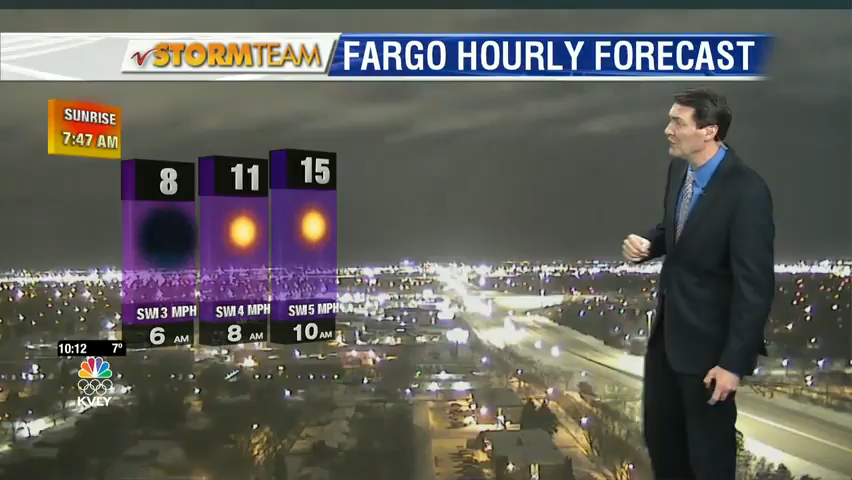 VSTORMTEAM
FARGO HOURLY FORECAST
SUNRISE
7:47 AM
8
11
15
SW 3 MPH
SW 4 MPH
SW 5 MPH
6 AM
8 AM
10 AM
10:12 7°
KVLY